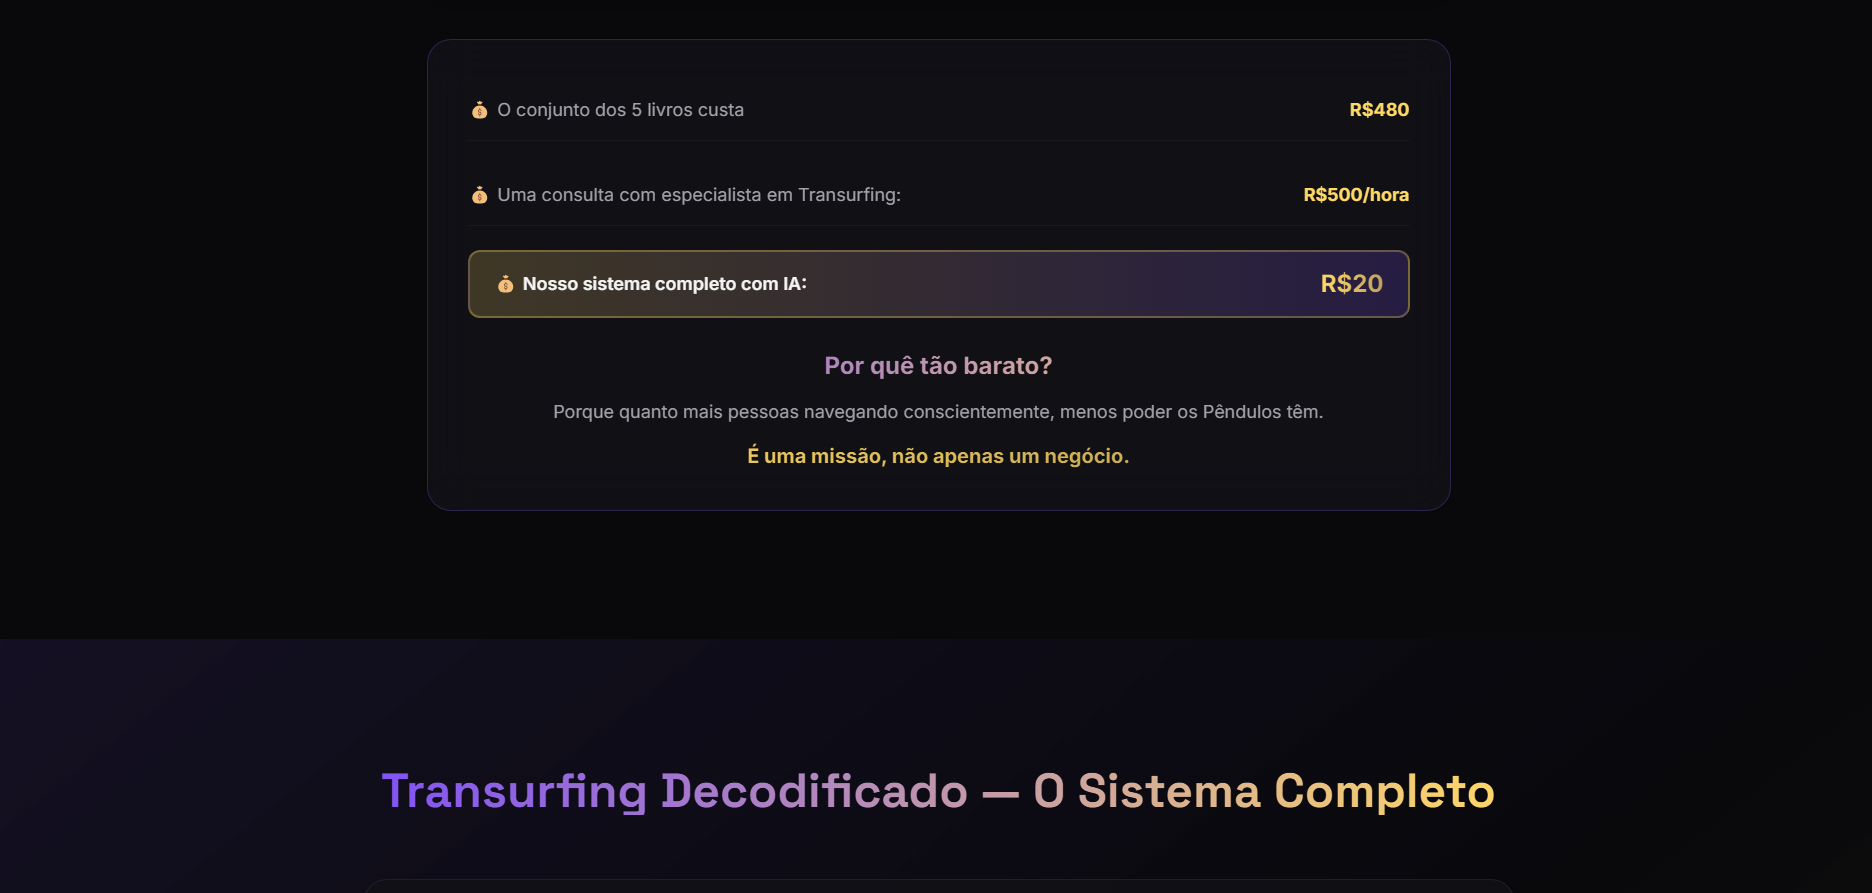 O conjunto dos 5 livros custa R$480
Uma consulta com especialista em Transurfing: R$500/hora
Nosso sistema completo com IA: R$20
Por quê tão barato?
Porque quanto mais pessoas navegando conscientemente, menos poder os Pêndulos têm.
É uma missão, não apenas um negócio.
Transurfing Decodificado — O Sistema Completo